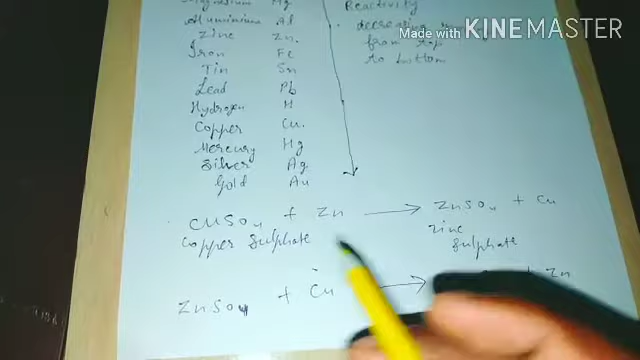 Made with KINEMASTER
Mg
Reactivity
Aluminium Al
decreasing
Zinc Zn.
from top
Iron Fe
to bottom
Tin Sn
Lead Pb
Hydrogen H
Copper Cu.
Mercury Hg
Silver Ag
Gold Au
CuSO4 + Zn → ZnSO4 + Cu
Copper Sulphate Zinc
Sulphate
ZnSO4 + Cu → + Zn